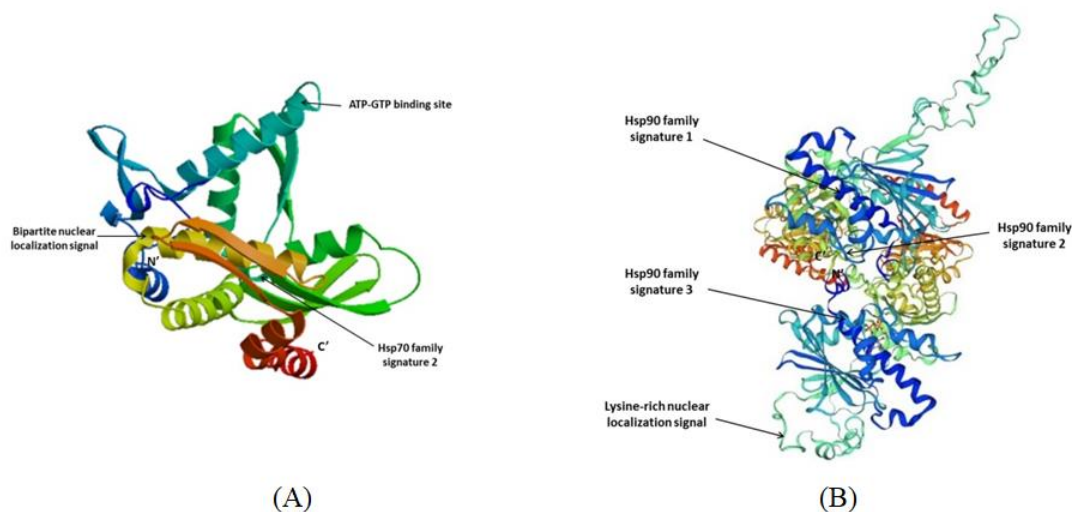 ATP-GTP binding site
Bipartite nuclear
localization signal
N’
C’
Hsp70 family
signature 2
Hsp90 family
signature 1
Hsp90 family
signature 2
C’
N’
Hsp90 family
signature 3
Lysine-rich nuclear
localization signal
(A)
(B)